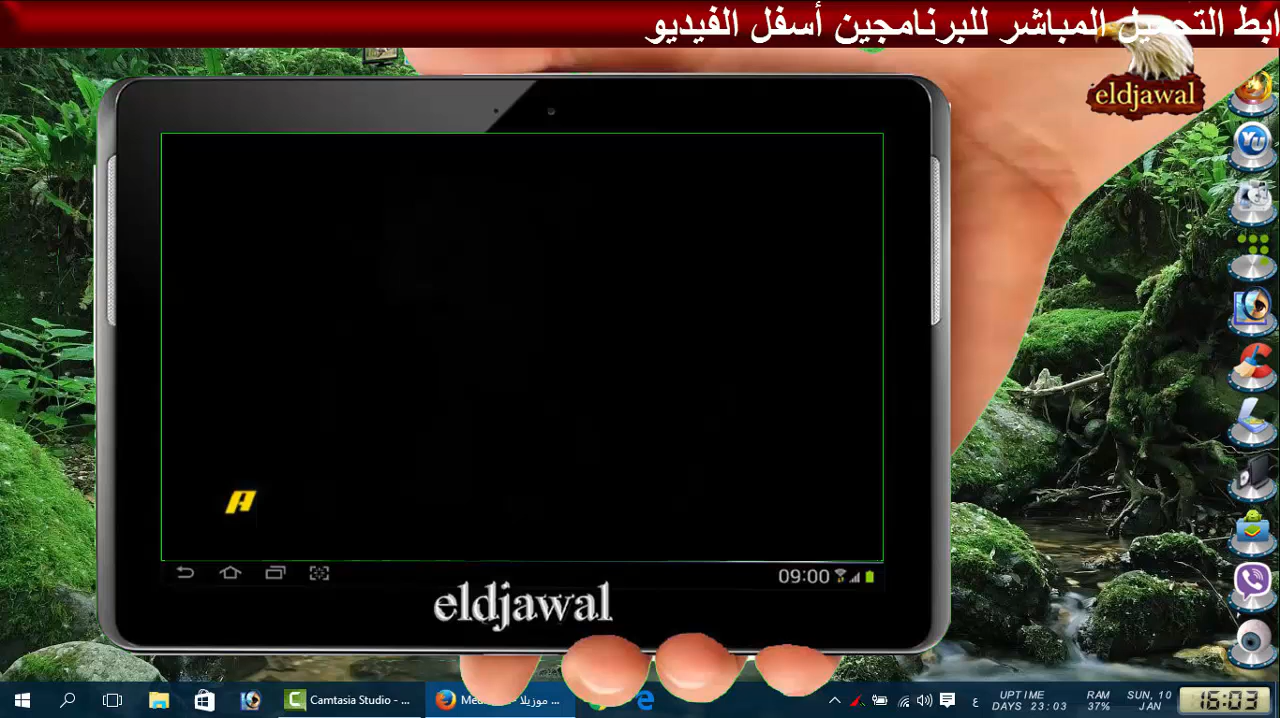 ابط التحميل المباشر للبرنامجين أسفل الفيديو
eldjawal
A
09:00
eldjawal
Camtasia Studio - ...
... موزيلا
UPTIME
DAYS 23:03
RAM
37%
SUN, 10
JAN
ع
16:03